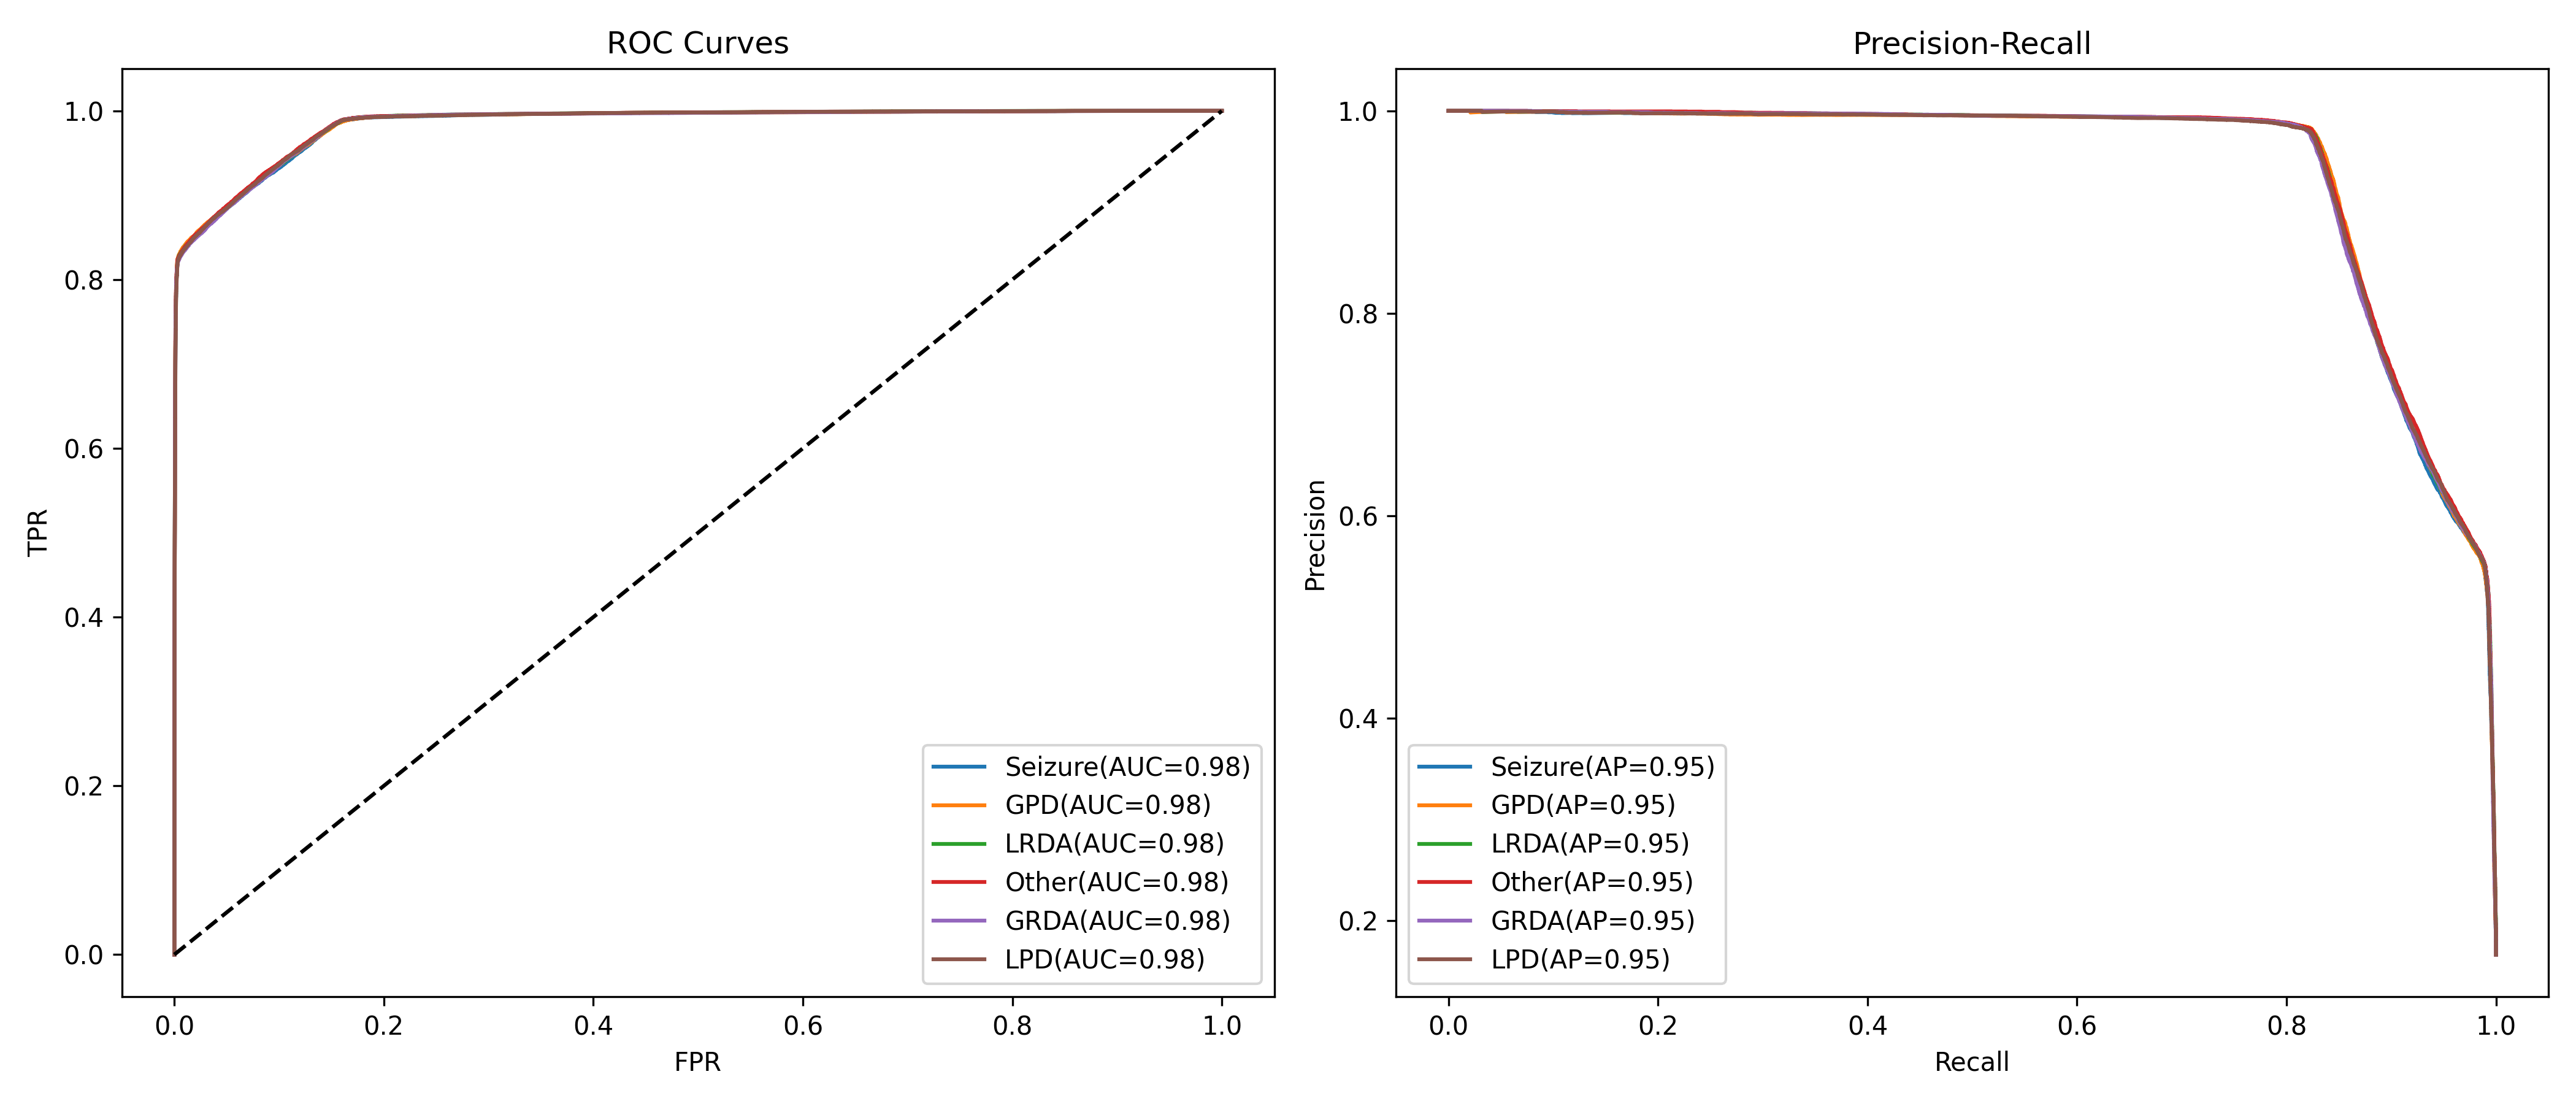 ROC Curves
1.0
0.8
0.6
0.4
0.2
0.0
TPR
0.0 0.2 0.4 0.6 0.8 1.0
FPR
Seizure(AUC=0.98)
GPD(AUC=0.98)
LRDA(AUC=0.98)
Other(AUC=0.98)
GRDA(AUC=0.98)
LPD(AUC=0.98)
Precision-Recall
1.0
0.8
0.6
0.4
0.2
Precision
0.0 0.2 0.4 0.6 0.8 1.0
Recall
Seizure(AP=0.95)
GPD(AP=0.95)
LRDA(AP=0.95)
Other(AP=0.95)
GRDA(AP=0.95)
LPD(AP=0.95)